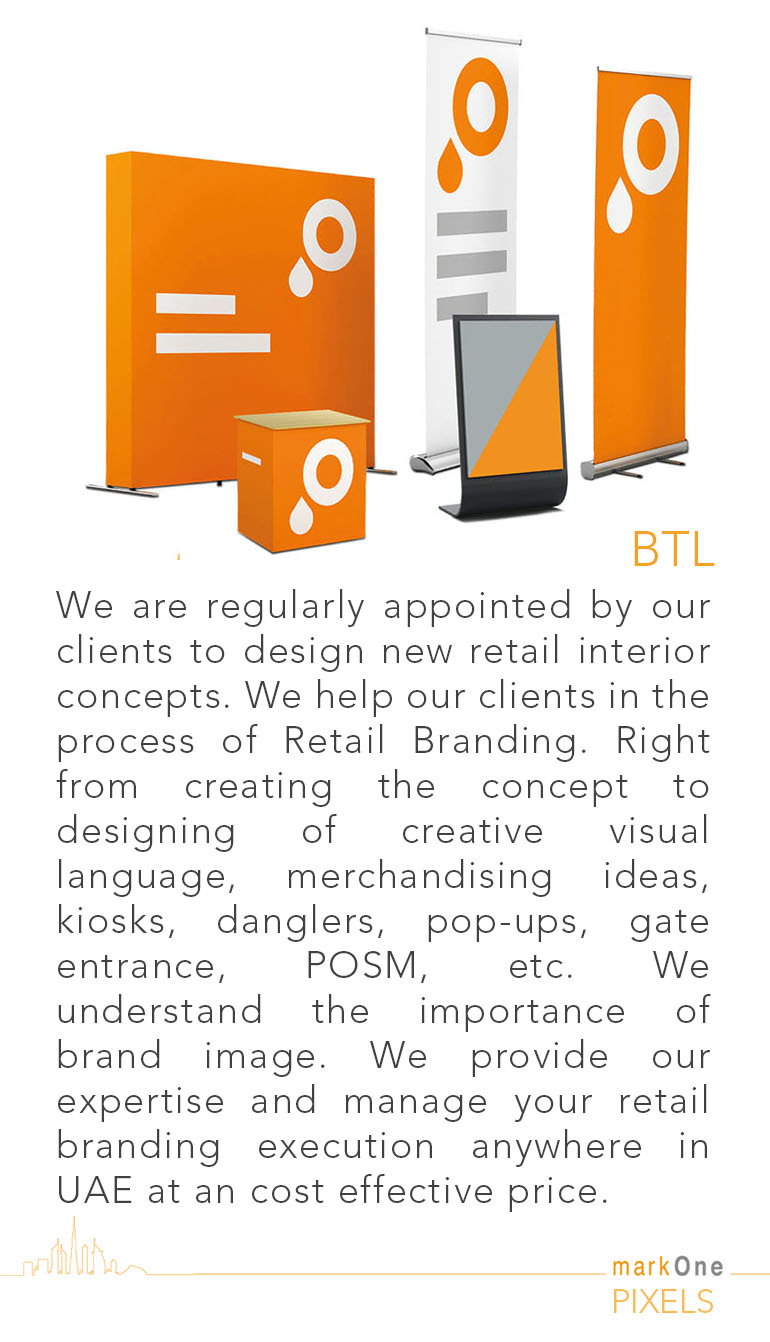 BTL
We are regularly appointed by our
clients to design new retail interior
concepts. We help our clients in the
process of Retail Branding. Right
from creating the concept to
designing of creative visual
language, merchandising ideas,
kiosks, danglers, pop-ups, gate
entrance, POSM, etc. We
understand the importance of
brand image. We provide our
expertise and manage your retail
branding execution anywhere in
UAE at an cost effective price.
markOne
PIXELS